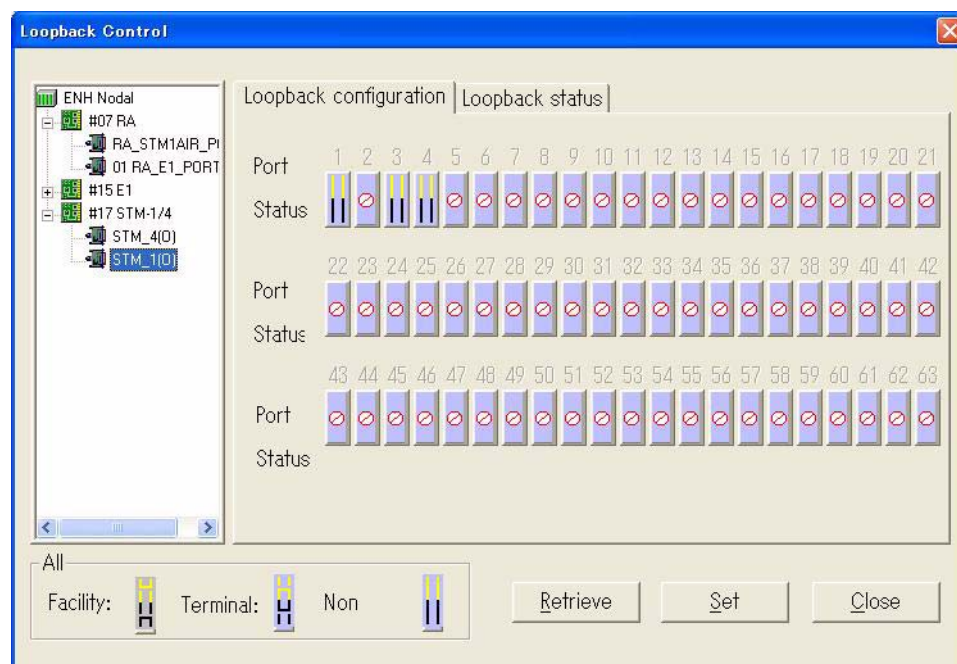 Loopback Control
ENH Nodal
#07 RA
RA_STM1AIR_P
01 RA_E1_PORT
#15 E1
#17 STM-1/4
STM_4(O)
STM_1(O)
Loopback configuration
Loopback status
Port
1 2 3 4 5 6 7 8 9 10 11 12 13 14 15 16 17 18 19 20 21
Status
22 23 24 25 26 27 28 29 30 31 32 33 34 35 36 37 38 39 40 41 42
Port
Status
43 44 45 46 47 48 49 50 51 52 53 54 55 56 57 58 59 60 61 62 63
Port
Status
All
Facility:
Terminal:
Non
Retrieve
Set
Close